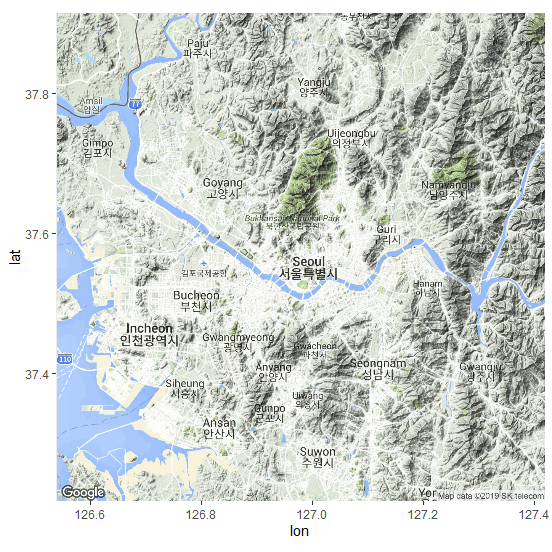 Paju
파주시
동두천시
Yangju
양주시
37.8
Amsil
암실
77
Gimpo
김포시
Uijeongbu
의정부시
Goyang
고양시
Namyangju
남양주시
Bukhansan National Park
북한산국립공원
Guri
구리시
37.6
lat
김포국제공항
Seoul
서울특별시
Hanam
하남시
Bucheon
부천시
Incheon
인천광역시
Gwangmyeong
광명시
Gwacheon
과천시
110
37.4
Anyang
안양시
Seongnam
성남시
Gwangju
광주시
Siheung
시흥시
Uiwang
의왕시
Gunpo
군포시
Ansan
안산시
Suwon
수원시
Google
Yon
Map data ©2019 SK telecom
126.6
126.8
127.0
127.2
127.4
lon